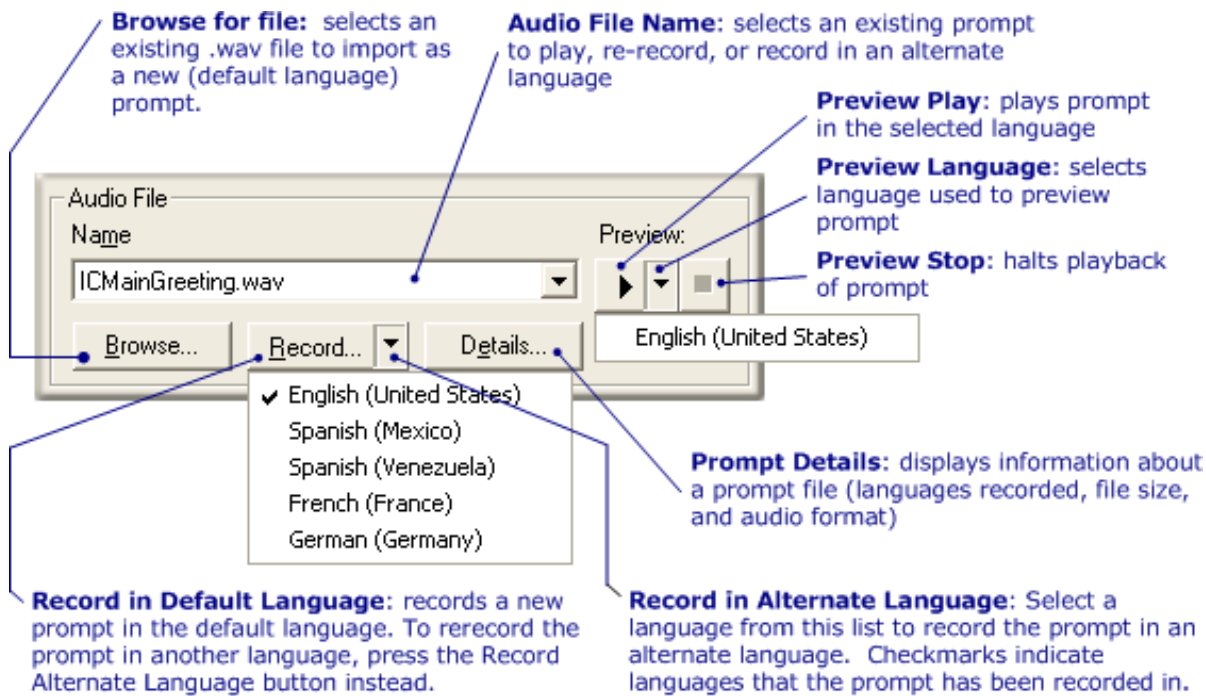 Browse for file: selects an
existing .wav file to import as
a new (default language)
prompt.
Audio File Name: selects an existing prompt
to play, re-record, or record in an alternate
language
Preview Play: plays prompt
in the selected language
Preview Language: selects
language used to preview
prompt
Preview Stop: halts playback
of prompt
Audio File
Name
Preview:
ICMainGreeting.wav
Browse...
Record...
Details...
English (United States)
English (United States)
Spanish (Mexico)
Spanish (Venezuela)
French (France)
German (Germany)
Prompt Details: displays information about
a prompt file (languages recorded, file size,
and audio format)
Record in Default Language: records a new
prompt in the default language. To rerecord the
prompt in another language, press the Record
Alternate Language button instead.
Record in Alternate Language: Select a
language from this list to record the prompt in an
alternate language. Checkmarks indicate
languages that the prompt has been recorded in.